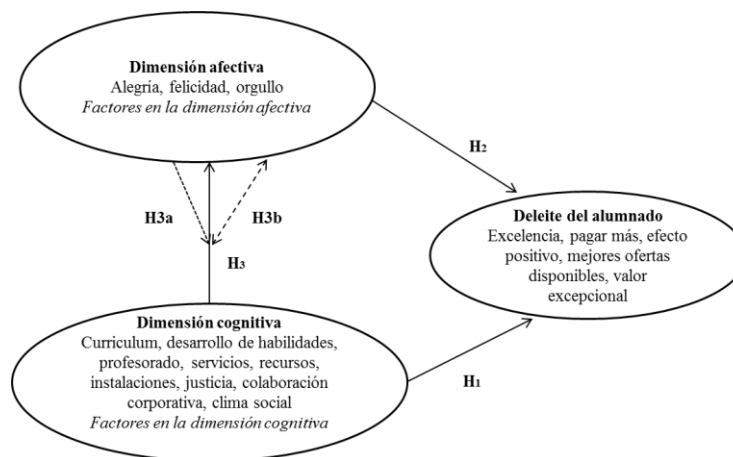 Dimensión afectiva
Alegría, felicidad, orgullo
Factores en la dimensión afectiva
H2
H3a
H3b
H3
Deleite del alumnado
Excelencia, pagar más, efecto
positivo, mejores ofertas
disponibles, valor
excepcional
Dimensión cognitiva
Curriculum, desarrollo de habilidades,
profesorado, servicios, recursos,
instalaciones, justicia, colaboración
corporativa, clima social
Factores en la dimensión cognitiva
H1